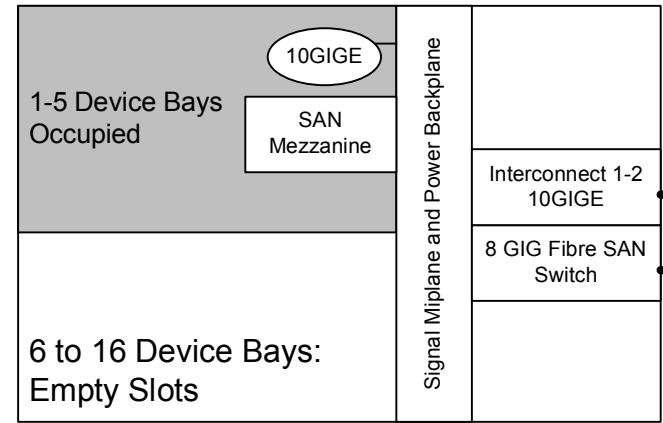 10GIGE
1-5 Device Bays
Occupied
SAN
Mezzanine
Signal Miplane and Power Backplane
Interconnect 1-2
10GIGE
8 GIG Fibre SAN
Switch
6 to 16 Device Bays:
Empty Slots